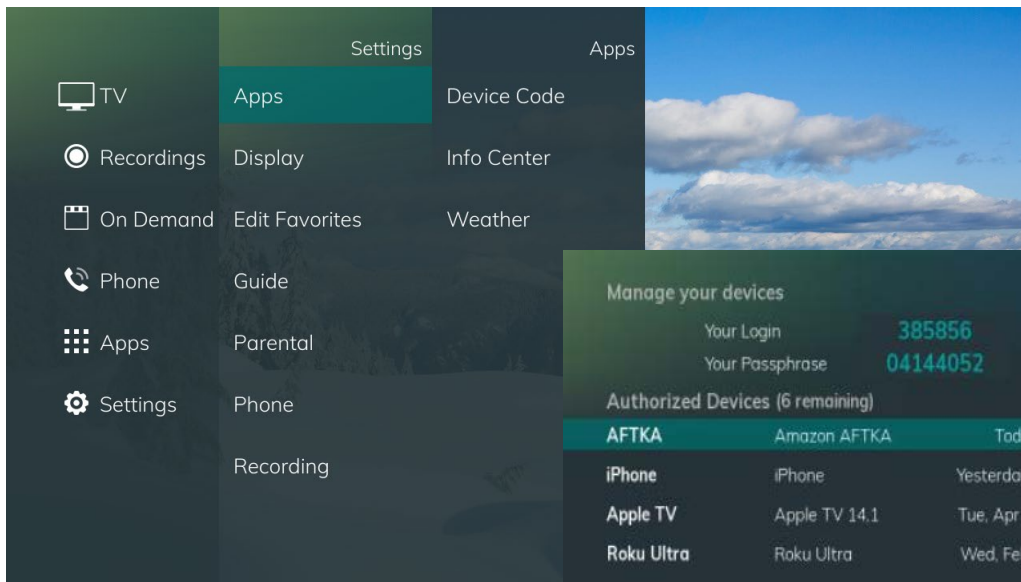 Settings
Apps
TV
Recordings
On Demand
Phone
Apps
Settings
Apps
Display
Edit Favorites
Guide
Parental
Phone
Recording
Device Code
Info Center
Weather
Manage your devices
Your Login 385856
Your Passphrase 04144052
Authorized Devices (6 remaining)
AFTKA Amazon AFTKA Tod
iPhone iPhone Yesterda
Apple TV Apple TV 14.1 Tue, Apr
Roku Ultra Roku Ultra Wed, Fe